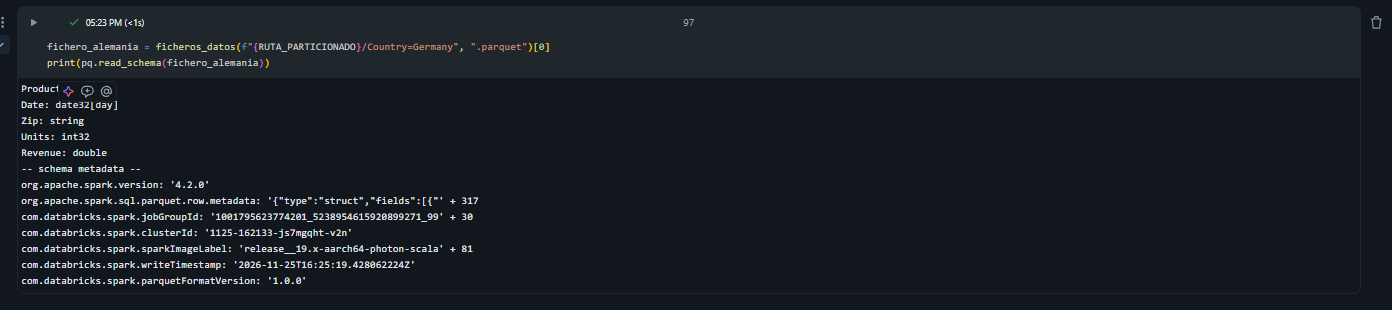 05:23 PM (<1s)
97
fichero_alemania = ficheros_datos(f"{RUTA_PARTICIONADO}/Country=Germany", ".parquet")[0]
print(pq.read_schema(fichero_alemania))
Product
Date: date32[day]
Zip: string
Units: int32
Revenue: double
-- schema metadata --
org.apache.spark.version: '4.2.0'
org.apache.spark.sql.parquet.row.metadata: '{"type":"struct","fields":[{"' + 317
com.databricks.spark.jobGroupId: '1001795623774201_5238954615920899271_99' + 30
com.databricks.spark.clusterId: '1125-162133-js7mgqht-v2n'
com.databricks.spark.sparkImageLabel: 'release__19.x-aarch64-photon-scala' + 81
com.databricks.spark.writeTimestamp: '2026-11-25T16:25:19.428062224Z'
com.databricks.spark.parquetFormatVersion: '1.0.0'